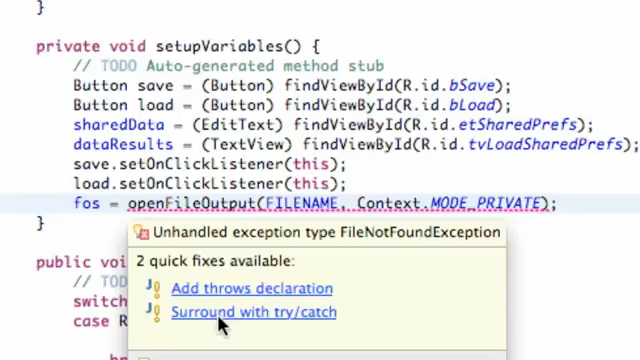 }
private void setupVariables() {
// TODO Auto-generated method stub
Button save = (Button) findViewById(R.id.bSave);
Button load = (Button) findViewById(R.id.bLoad);
sharedData = (EditText) findViewById(R.id.etSharedPrefs);
dataResults = (TextView) findViewById(R.id.tvLoadSharedPrefs);
save.setOnClickListener(this);
load.setOnClickListener(this);
fos = openFileOutput(FILENAME, Context.MODE_PRIVATE);
}
Unhandled exception type FileNotFoundException
2 quick fixes available:
public voi
// TOD
Add throws declaration
switch
Surround with try/catch
case R